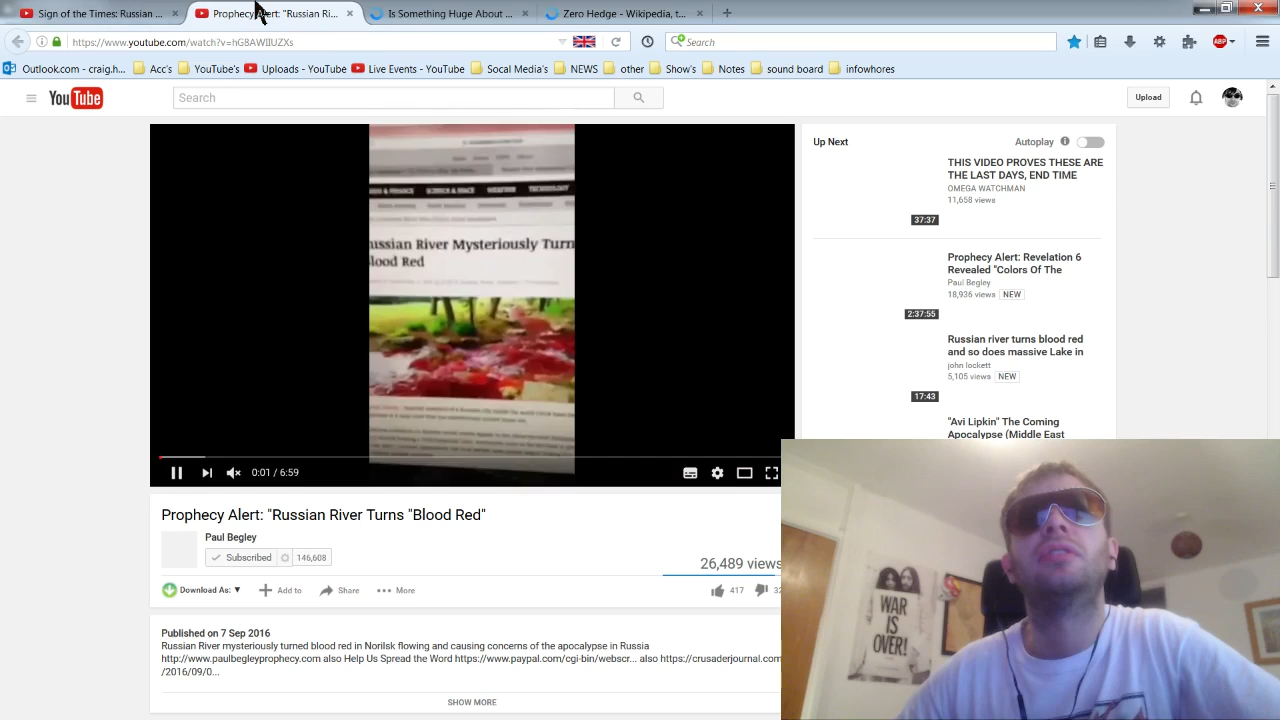 Sign of the Times: Russian ...
Prophecy Alert: "Russian Ri...
Is Something Huge About ...
Zero Hedge - Wikipedia, t...
https://www.youtube.com/watch?v=hG8AWIIUZXs
Search
ABP
Outlook.com - craig.h... Acc's YouTube's Uploads - YouTube Live Events - YouTube Socal Media's NEWS other Show's Notes sound board infowhores
YouTube
Search
Upload
SCIENCE & SPACE WEATHER TECHNOLOGY
ussian River Mysteriously Turn
lood Red
0:01 / 6:59
Prophecy Alert: "Russian River Turns "Blood Red"
Paul Begley
Subscribed 146,608
26,489 views
Download As: ▼ Add to Share More
417 32
Published on 7 Sep 2016
Russian River mysteriously turned blood red in Norilsk flowing and causing concerns of the apocalypse in Russia
http://www.paulbegleyprophecy.com also Help Us Spread the Word https://www.paypal.com/cgi-bin/webscr... also https://crusaderjournal.com
/2016/09/0...
SHOW MORE
Up Next
Autoplay
THIS VIDEO PROVES THESE ARE
THE LAST DAYS, END TIME
OMEGA WATCHMAN
11,658 views
37:37
Prophecy Alert: Revelation 6
Revealed "Colors Of The
Paul Begley
18,936 views NEW
2:37:55
Russian river turns blood red
and so does massive Lake in
john lockett
5,105 views NEW
17:43
"Avi Lipkin" The Coming
Apocalypse (Middle East
WAR
IS
OVER!